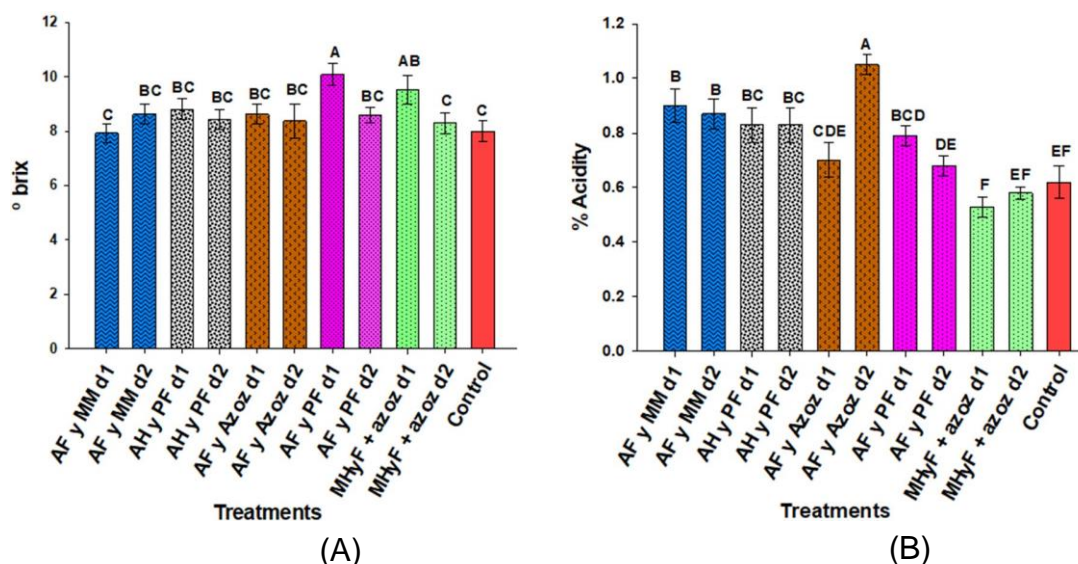 12
10
8
6
4
2
0
º brix
C
BC
BC
BC
BC
BC
A
BC
AB
C
C
AF y MM d1
AF y MM d2
AH y PF d1
AH y PF d2
AF y Azoz d1
AF y Azoz d2
AF y PF d1
AF y PF d2
MHyF + azoz d1
MHyF + azoz d2
Control
Treatments
(A)
1.2
1.0
0.8
0.6
0.4
0.2
0.0
% Acidity
B
B
BC
BC
CDE
A
BCD
DE
F
EF
EF
AF y MM d1
AF y MM d2
AH y PF d1
AH y PF d2
AF y Azoz d1
AF y Azoz d2
AF y PF d1
AF y PF d2
MHyF + azoz d1
MHyF + azoz d2
Control
Treatments
(B)